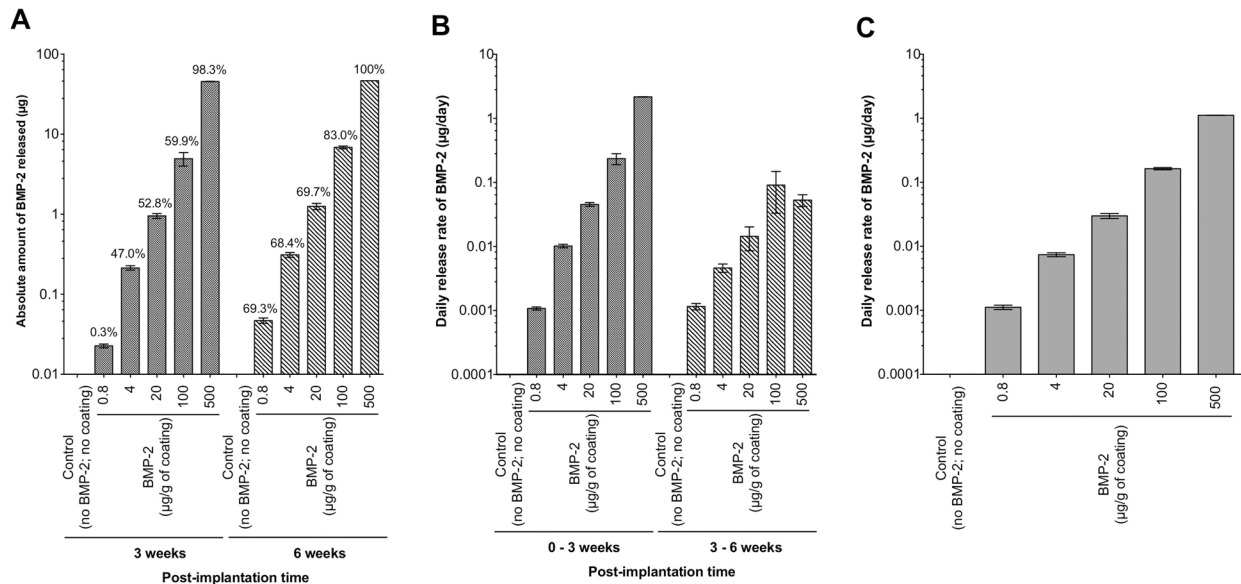 A
Absolute amount of BMP-2 released (µg)
100
10
1
0.1
0.01
0.3%
47.0%
52.8%
59.9%
98.3%
69.3%
68.4%
69.7%
83.0%
100%
Control
(no BMP-2; no coating)
0.8
4
20
100
500
BMP-2
(µg/g of coating)
Control
(no BMP-2; no coating)
0.8
4
20
100
500
BMP-2
(µg/g of coating)
3 weeks
6 weeks
Post-implantation time
B
Daily release rate of BMP-2 (µg/day)
10
1
0.1
0.01
0.001
0.0001
Control
(no BMP-2; no coating)
0.8
4
20
100
500
BMP-2
(µg/g of coating)
Control
(no BMP-2; no coating)
0.8
4
20
100
500
BMP-2
(µg/g of coating)
0 - 3 weeks
3 - 6 weeks
Post-implantation time
C
Daily release rate of BMP-2 (µg/day)
10
1
0.1
0.01
0.001
0.0001
Control
(no BMP-2; no coating)
0.8
4
20
100
500
BMP-2
(µg/g of coating)